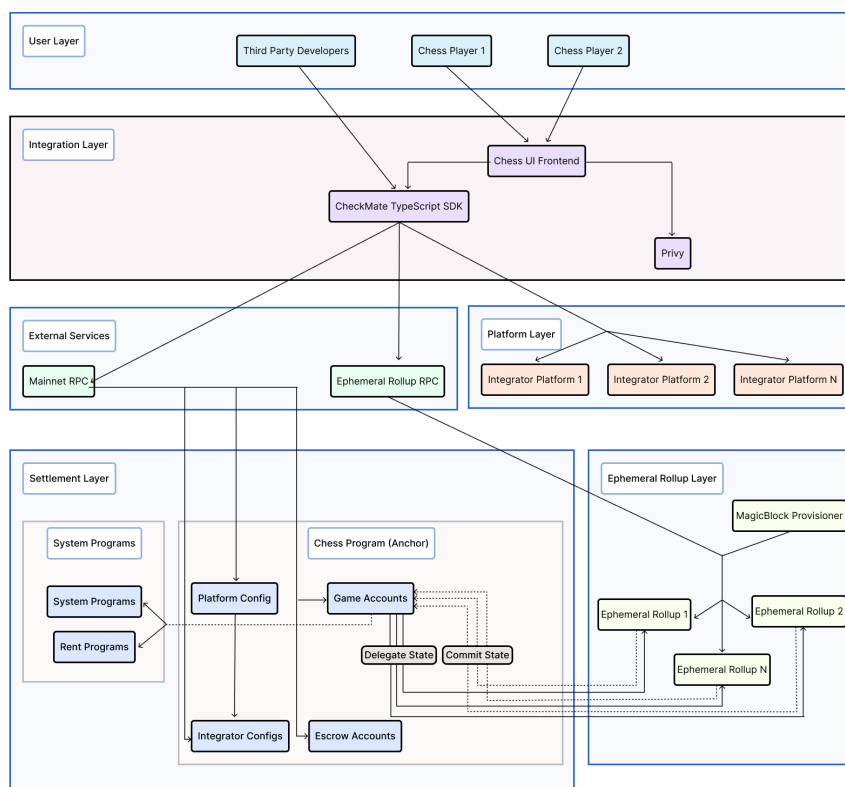 User Layer
Third Party Developers
Chess Player 1
Chess Player 2
Integration Layer
Chess UI Frontend
CheckMate TypeScript SDK
Privy
External Services
Mainnet RPC
Ephemeral Rollup RPC
Platform Layer
Integrator Platform 1
Integrator Platform 2
Integrator Platform N
Settlement Layer
System Programs
System Programs
Rent Programs
Chess Program (Anchor)
Platform Config
Game Accounts
Delegate State
Commit State
Integrator Configs
Escrow Accounts
Ephemeral Rollup Layer
MagicBlock Provisioner
Ephemeral Rollup 1
Ephemeral Rollup 2
Ephemeral Rollup N